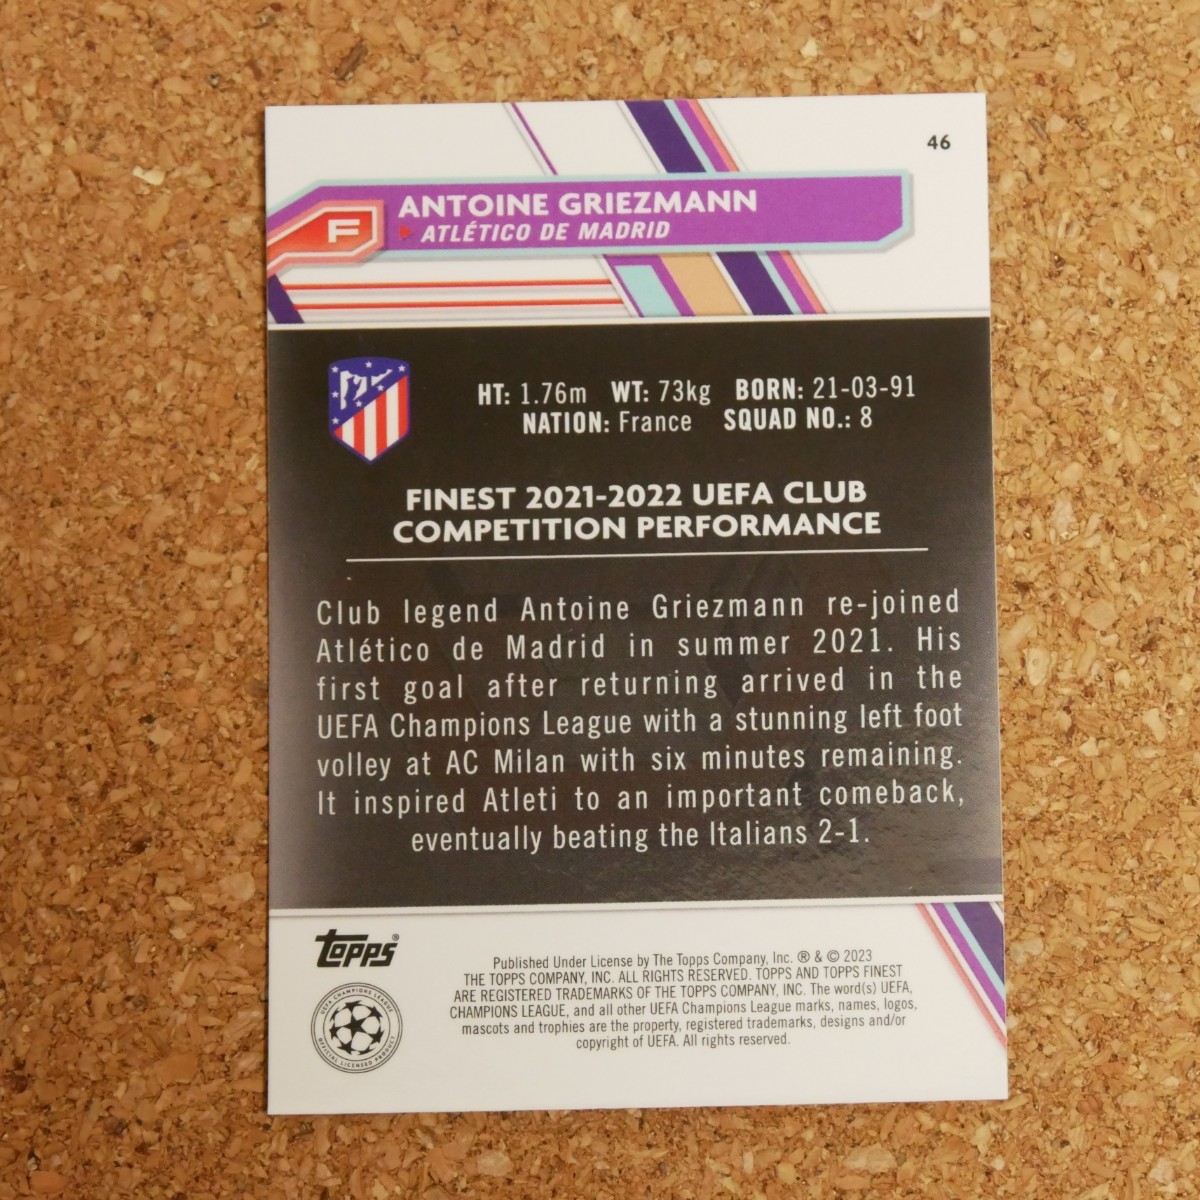 46
F
ANTOINE GRIEZMANN
ATLÉTICO DE MADRID
HT: 1.76m WT: 73kg BORN: 21-03-91
NATION: France SQUAD NO.: 8
FINEST 2021-2022 UEFA CLUB
COMPETITION PERFORMANCE
Club legend Antoine Griezmann re-joined
Atlético de Madrid in summer 2021. His
first goal after returning arrived in the
UEFA Champions League with a stunning left foot
volley at AC Milan with six minutes remaining.
It inspired Atleti to an important comeback,
eventually beating the Italians 2-1.
Topps®
UEFA CHAMPIONS LEAGUE
OFFICIAL LICENSED PRODUCT
Published Under License by The Topps Company, Inc. ® & © 2023
THE TOPPS COMPANY, INC. ALL RIGHTS RESERVED. TOPPS AND TOPPS FINEST
ARE REGISTERED TRADEMARKS OF THE TOPPS COMPANY, INC. The word(s) UEFA,
CHAMPIONS LEAGUE, and all other UEFA Champions League marks, names, logos,
mascots and trophies are the property, registered trademarks, designs and/or
copyright of UEFA. All rights reserved.